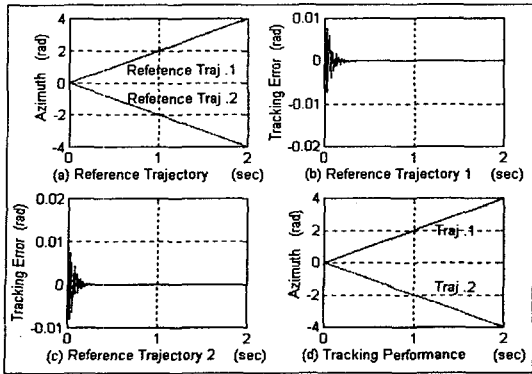 4
2
0
-2
-4
Azimuth (rad)
Reference Traj .1
Reference Traj .2
0 1 2
(a) Reference Trajectory (sec)
0.01
0
-0.01
-0.02
Tracking Error (rad)
0 1 2
(b) Reference Trajectory 1 (sec)
0.02
0.01
0
-0.01
Tracking Error (rad)
0 1 2
(c) Reference Trajectory 2 (sec)
4
2
0
-2
-4
Azimuth (rad)
Traj .1
Traj .2
0 1 2
(d) Tracking Performance (sec)